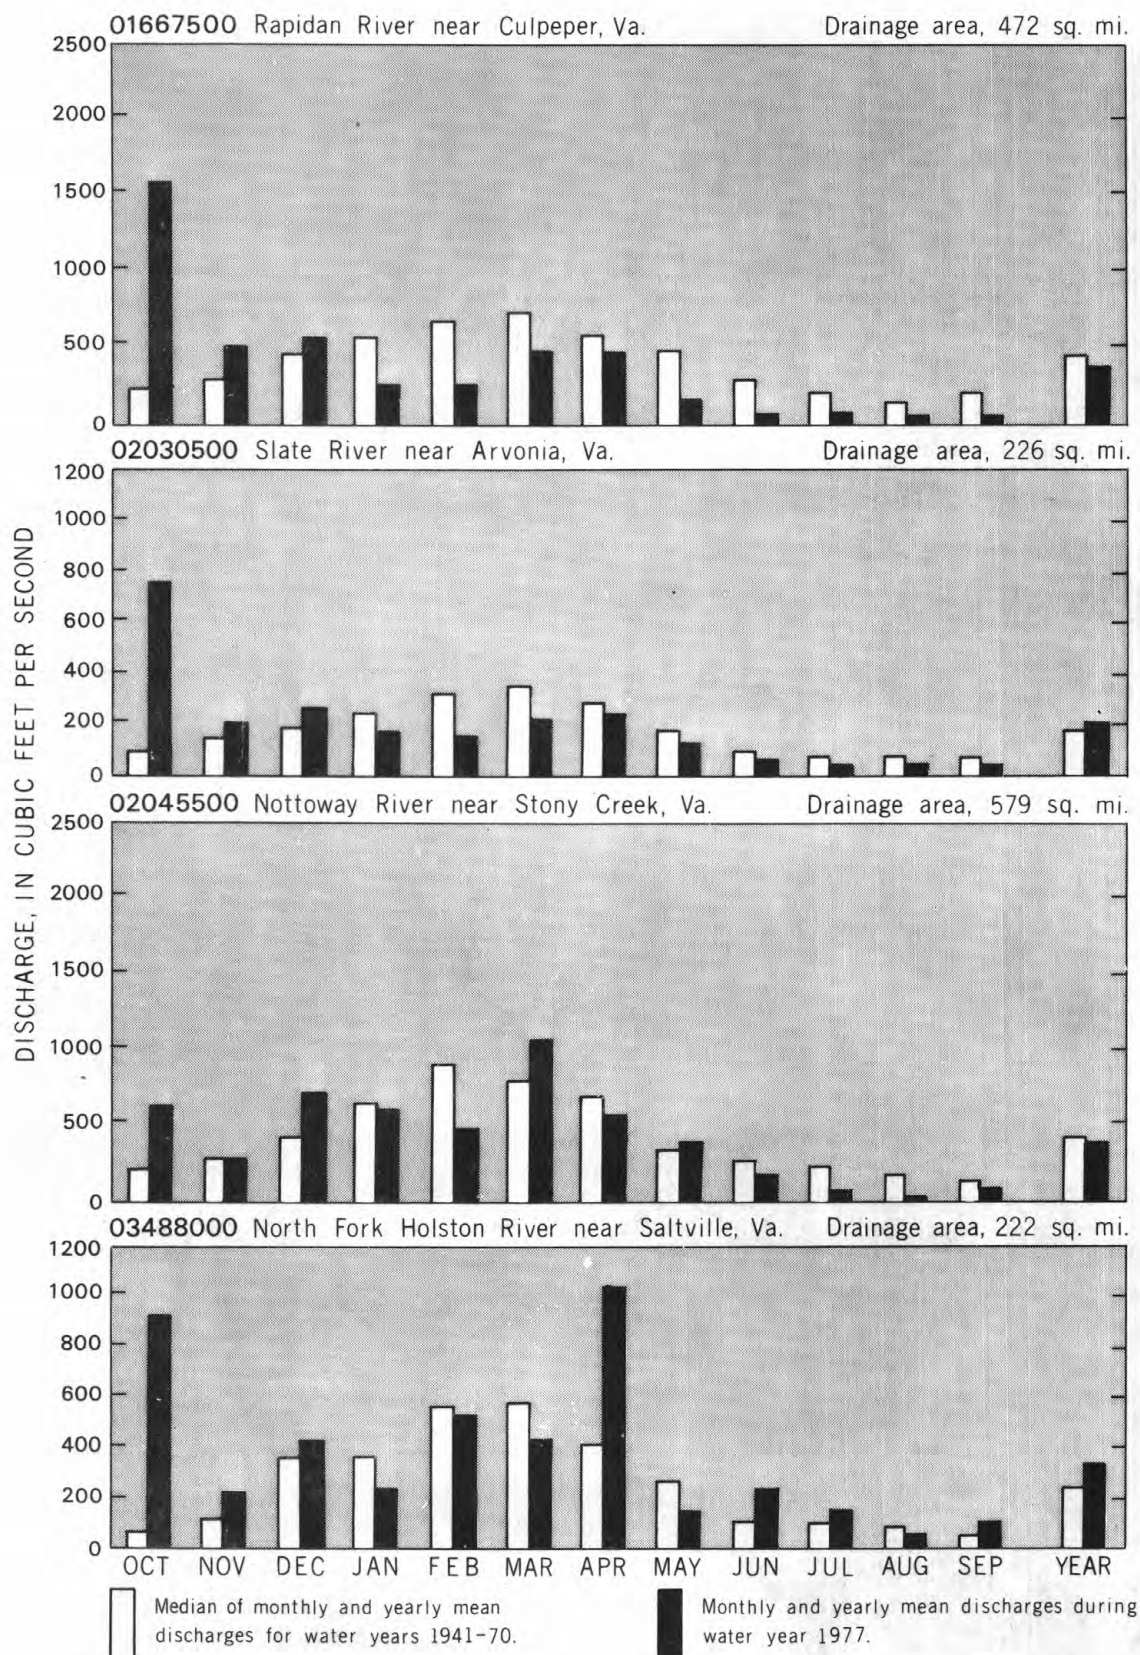 01667500 Rapidan River near Culpeper, Va. Drainage area, 472 sq. mi.
2500
2000
1500
1000
500
0
02030500 Slate River near Arvonia, Va. Drainage area, 226 sq. mi.
1200
1000
800
600
400
200
0
02045500 Nottoway River near Stony Creek, Va. Drainage area, 579 sq. mi.
2500
2000
1500
1000
500
0
03488000 North Fork Holston River near Saltville, Va. Drainage area, 222 sq. mi.
1200
1000
800
600
400
200
0
DISCHARGE, IN CUBIC FEET PER SECOND
OCT NOV DEC JAN FEB MAR APR MAY JUN JUL AUG SEP YEAR
Median of monthly and yearly mean
discharges for water years 1941-70.
Monthly and yearly mean discharges during
water year 1977.